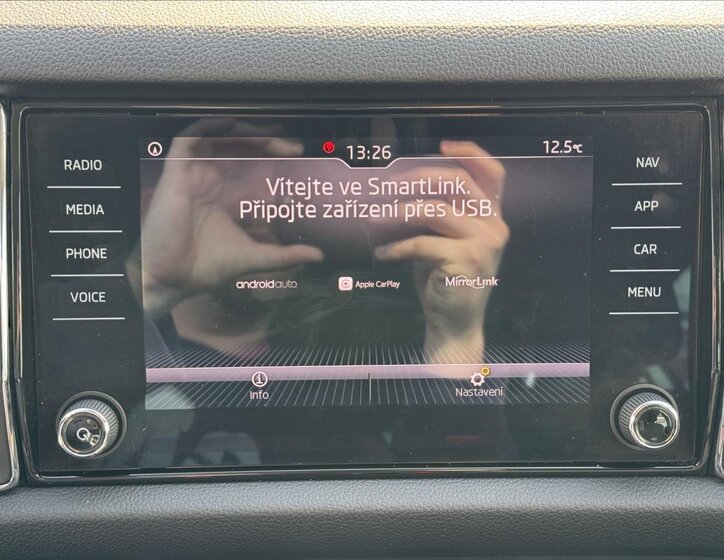 RADIO
MEDIA
PHONE
VOICE
13:26
12.5°C
Vítejte ve SmartLink.
Připojte zařízení přes USB.
androidauto
Apple CarPlay
MirrorLink
Info
Nastavení
NAV
APP
CAR
MENU